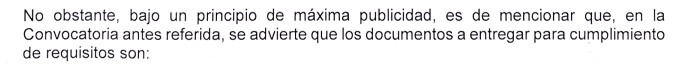 No obstante, bajo un principio de máxima publicidad, es de mencionar que, en la
Convocatoria antes referida, se advierte que los documentos a entregar para cumplimiento
de requisitos son: